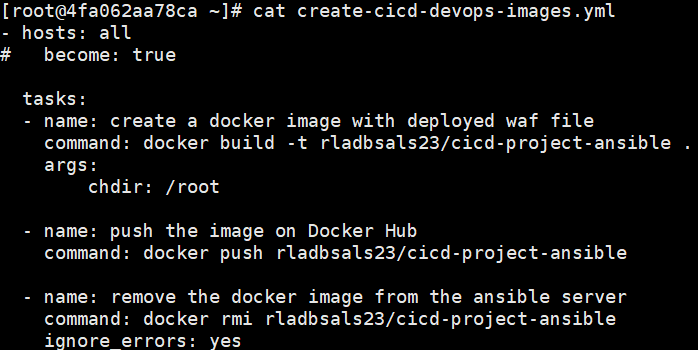 [root@4fa062aa78ca ~]# cat create-cicd-devops-images.yml
- hosts: all
#   become: true

  tasks:
  - name: create a docker image with deployed waf file
    command: docker build -t rladbsals23/cicd-project-ansible .
    args:
        chdir: /root

  - name: push the image on Docker Hub
    command: docker push rladbsals23/cicd-project-ansible

  - name: remove the docker image from the ansible server
    command: docker rmi rladbsals23/cicd-project-ansible
    ignore_errors: yes